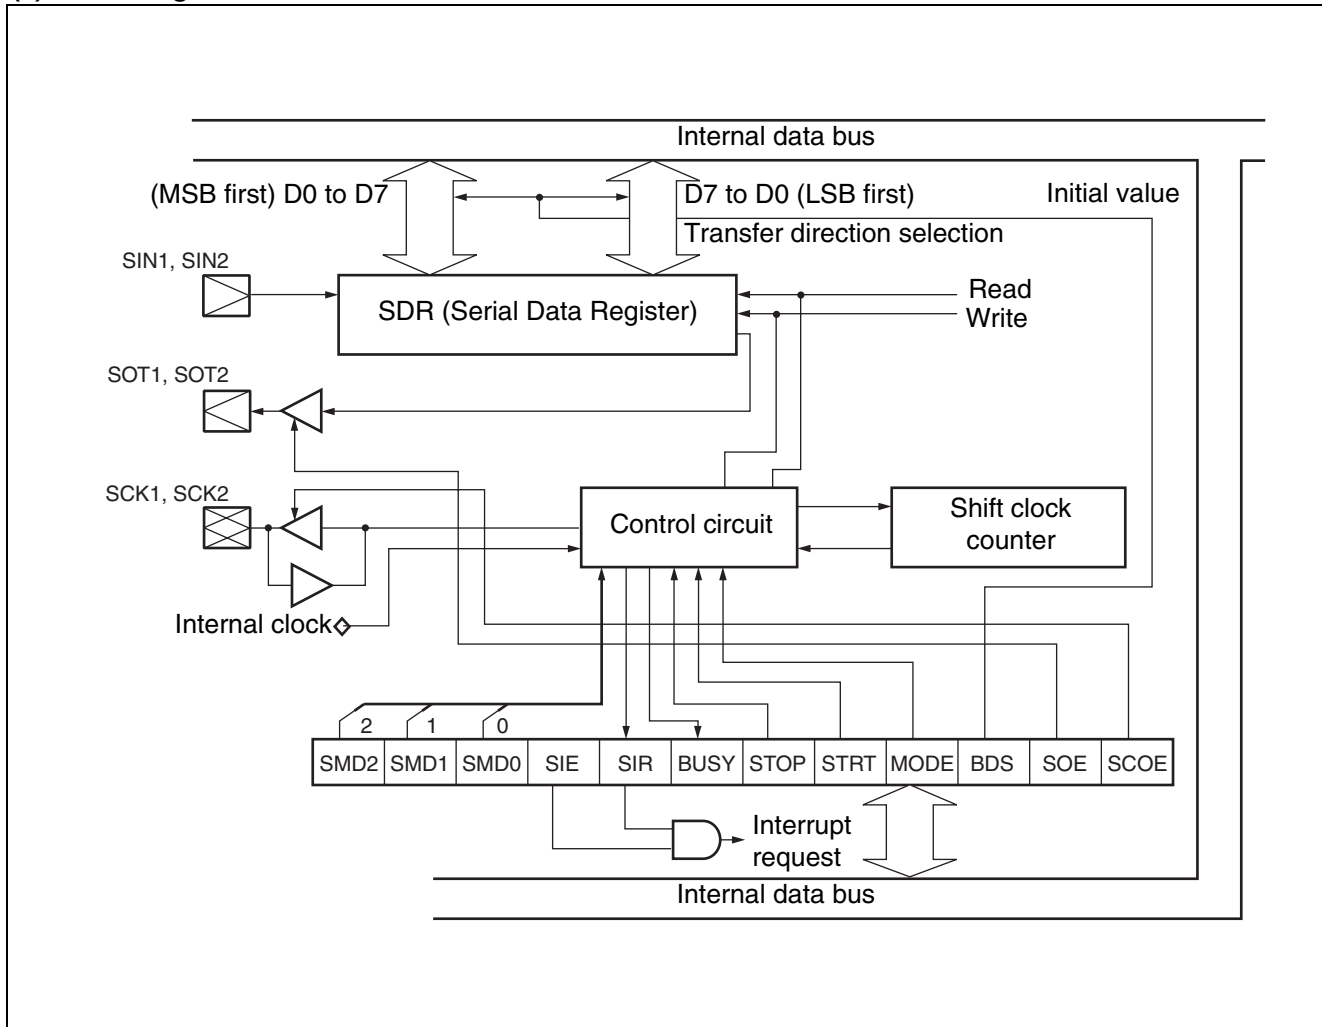 Internal data bus
(MSB first) D0 to D7
D7 to D0 (LSB first)
Initial value
Transfer direction selection
SIN1, SIN2
SDR (Serial Data Register)
Read
Write
SOT1, SOT2
SCK1, SCK2
Control circuit
Shift clock
counter
Internal clock
2 1 0
SMD2 SMD1 SMD0 SIE SIR BUSY STOP STRT MODE BDS SOE SCOE
Interrupt
request
Internal data bus